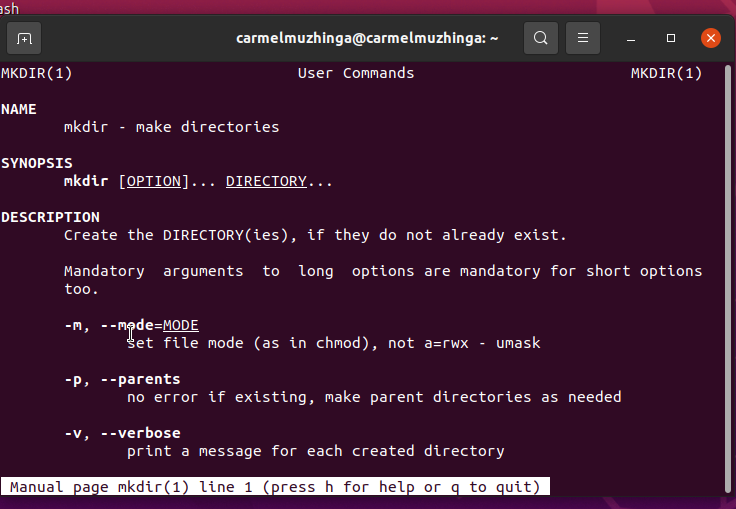 ash
carmelmuzhinga@carmelmuzhinga: ~
MKDIR(1) User Commands MKDIR(1)
NAME
mkdir - make directories
SYNOPSIS
mkdir [OPTION]... DIRECTORY...
DESCRIPTION
Create the DIRECTORY(ies), if they do not already exist.
Mandatory arguments to long options are mandatory for short options
too.
-m, --mode=MODE
set file mode (as in chmod), not a=rwx - umask
-p, --parents
no error if existing, make parent directories as needed
-v, --verbose
print a message for each created directory
Manual page mkdir(1) line 1 (press h for help or q to quit)